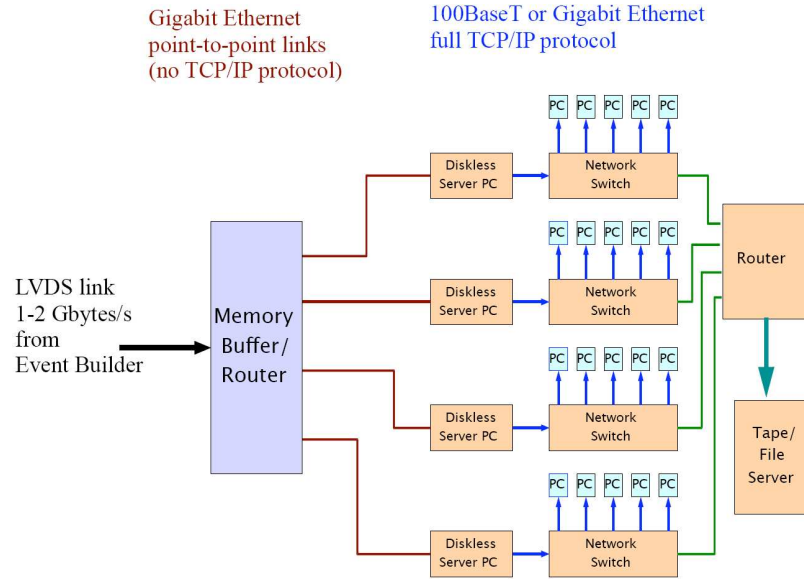 Gigabit Ethernet
point-to-point links
(no TCP/IP protocol)
100BaseT or Gigabit Ethernet
full TCP/IP protocol
PC PC PC PC PC
Diskless
Server PC
Network
Switch
PC PC PC PC PC
Diskless
Server PC
Network
Switch
Router
LVDS link
1-2 Gbytes/s
from
Event Builder
Memory
Buffer/
Router
PC PC PC PC PC
Diskless
Server PC
Network
Switch
Tape/
File
Server
PC PC PC PC PC
Diskless
Server PC
Network
Switch